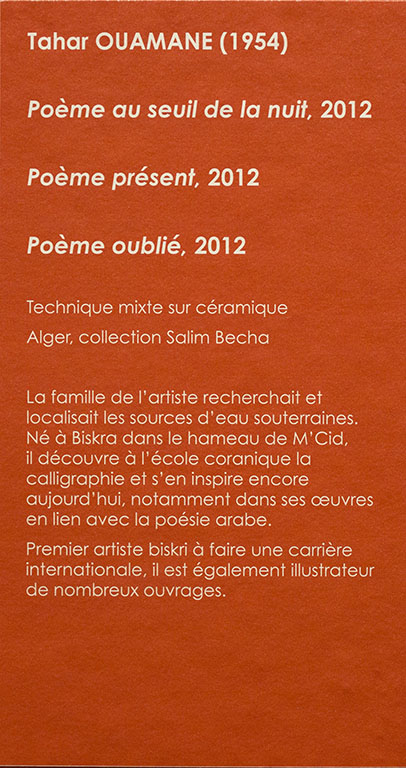 Tahar OUAMANE (1954)
Poème au seuil de la nuit, 2012
Poème présent, 2012
Poème oublié, 2012
Technique mixte sur céramique
Alger, collection Salim Becha
La famille de l’artiste recherchait et
localisait les sources d’eau souterraines.
Né à Biskra dans le hameau de M’Cid,
il découvre à l’école coranique la
calligraphie et s’en inspire encore
aujourd’hui, notamment dans ses œuvres
en lien avec la poésie arabe.
Premier artiste biskri à faire une carrière
internationale, il est également illustrateur
de nombreux ouvrages.